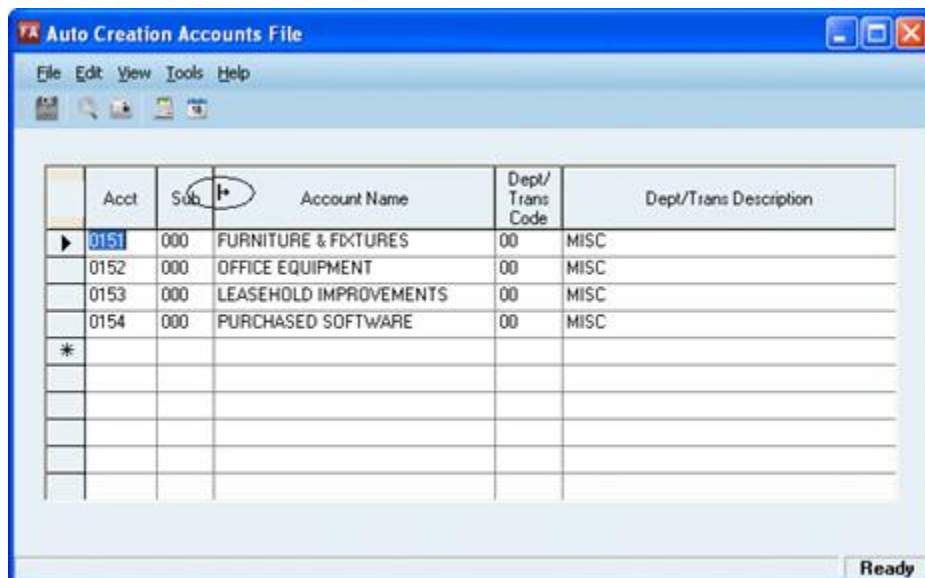 FA Auto Creation Accounts File
File Edit View Tools Help
Acct Sub Account Name Dept/ Trans Code Dept/Trans Description
0151 000 FURNITURE & FIXTURES 00 MISC
0152 000 OFFICE EQUIPMENT 00 MISC
0153 000 LEASEHOLD IMPROVEMENTS 00 MISC
0154 000 PURCHASED SOFTWARE 00 MISC
*
Ready